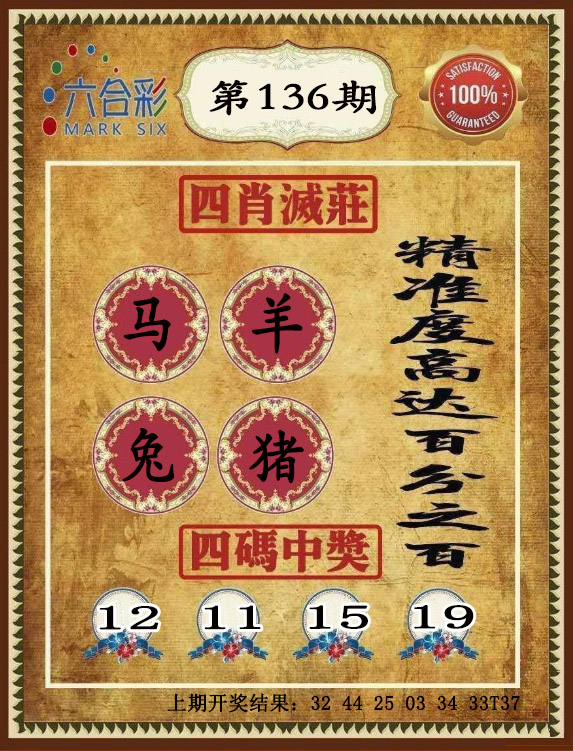 六合彩
MARK SIX
第136期
SATISFACTION
100%
GUARANTEED
四肖滅莊
马
羊
兔
猪
精准度高达百分之百
四碼中獎
12
11
15
19
上期开奖结果：32 44 25 03 34 33T37